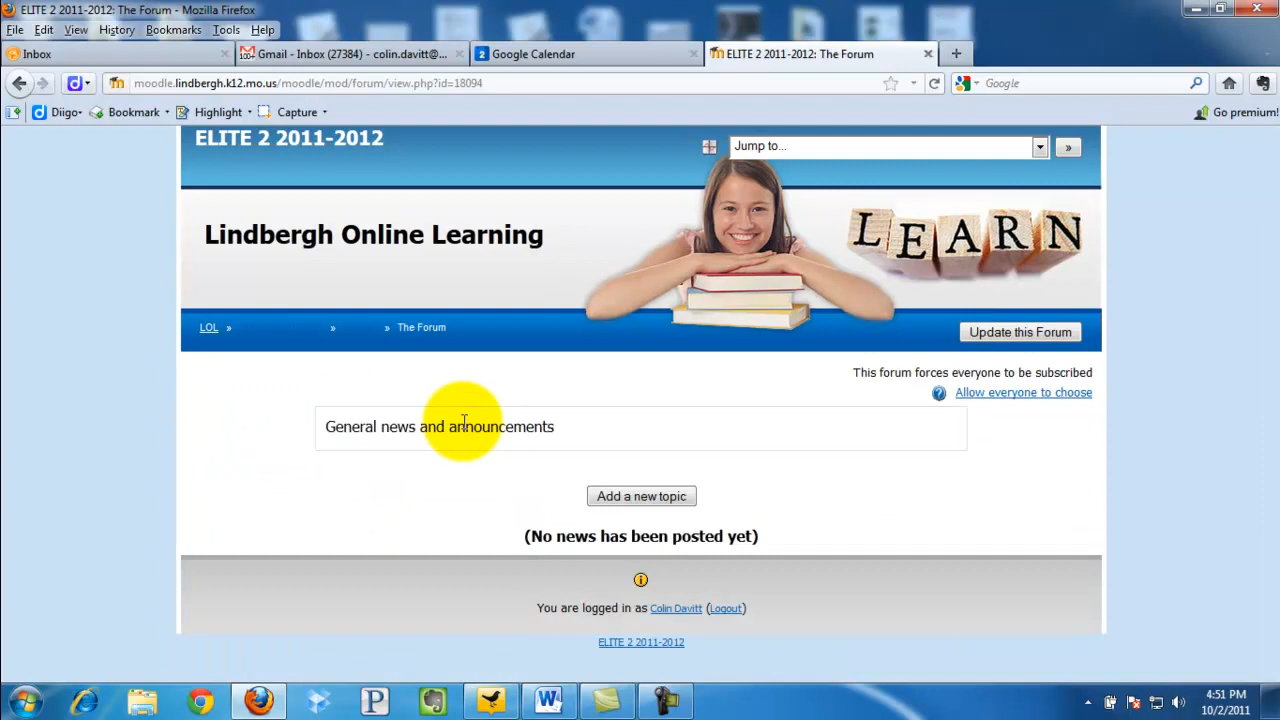 ELITE 2 2011-2012: The Forum - Mozilla Firefox
File Edit View History Bookmarks Tools Help
Inbox Gmail - Inbox (27384) - colin.davitt@... 2 Google Calendar ELITE 2 2011-2012: The Forum
moodle.lindbergh.k12.mo.us/moodle/mod/forum/view.php?id=18094 Google
Diigo Bookmark Highlight Capture Go premium!
ELITE 2 2011-2012 Jump to... »
Lindbergh Online Learning LEARN
LOL » » » The Forum Update this Forum
This forum forces everyone to be subscribed
Allow everyone to choose
General news and announcements
Add a new topic
(No news has been posted yet)
You are logged in as Colin Davitt (Logout)
ELITE 2 2011-2012
4:51 PM
10/2/2011